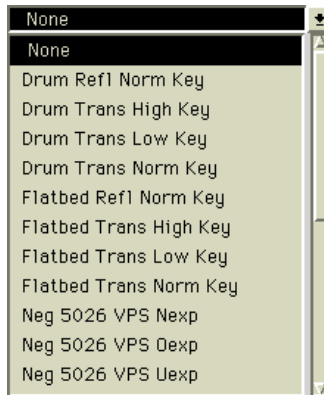 None
None
Drum Refl Norm Key
Drum Trans High Key
Drum Trans Low Key
Drum Trans Norm Key
Flatbed Refl Norm Key
Flatbed Trans High Key
Flatbed Trans Low Key
Flatbed Trans Norm Key
Neg 5026 VPS Nexp
Neg 5026 VPS Oexp
Neg 5026 VPS Uexp